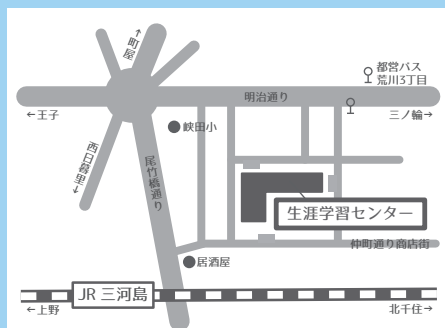 ←町屋
都営バス
荒川3丁目
明治通り
←王子
三ノ輪→
峡田小
西日暮里→
尾竹橋通り
生涯学習センター
仲町通り商店街
居酒屋
JR 三河島
←上野
北千住→